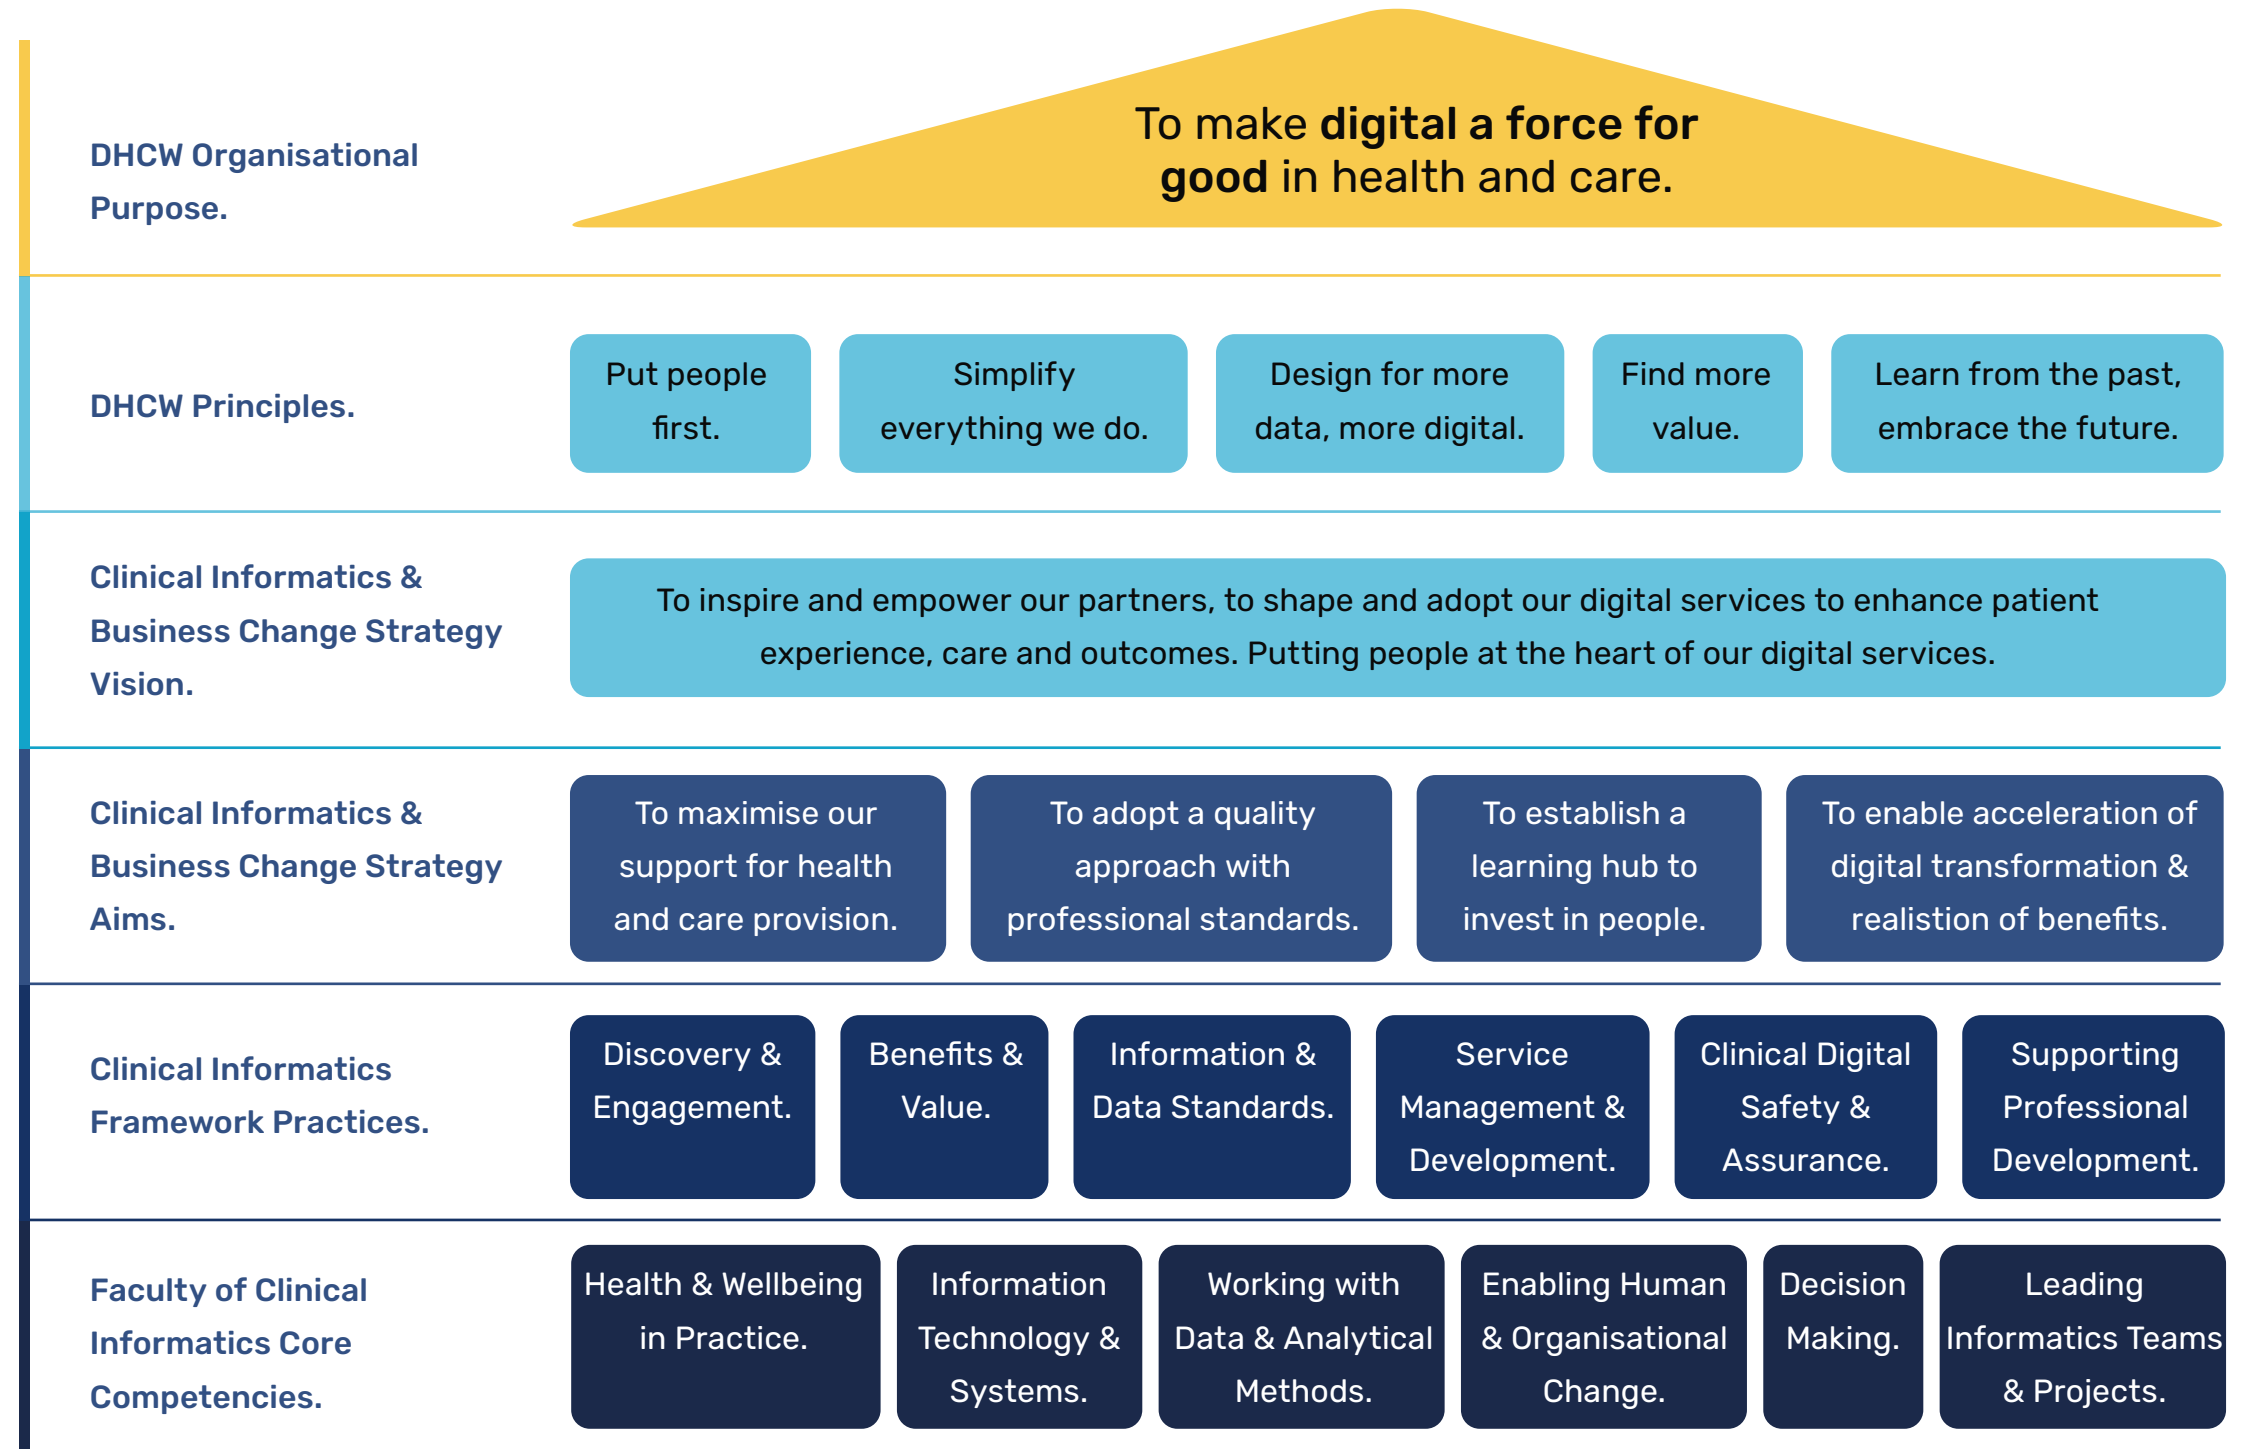 DHCW Organisational
Purpose.
To make digital a force for
good in health and care.
DHCW Principles.
Put people
first.
Simplify
everything we do.
Design for more
data, more digital.
Find more
value.
Learn from the past,
embrace the future.
Clinical Informatics &
Business Change Strategy
Vision.
To inspire and empower our partners, to shape and adopt our digital services to enhance patient
experience, care and outcomes. Putting people at the heart of our digital services.
Clinical Informatics &
Business Change Strategy
Aims.
To maximise our
support for health
and care provision.
To adopt a quality
approach with
professional standards.
To establish a
learning hub to
invest in people.
To enable acceleration of
digital transformation &
realistion of benefits.
Clinical Informatics
Framework Practices.
Discovery &
Engagement.
Benefits &
Value.
Information &
Data Standards.
Service
Management &
Development.
Clinical Digital
Safety &
Assurance.
Supporting
Professional
Development.
Faculty of Clinical
Informatics Core
Competencies.
Health & Wellbeing
in Practice.
Information
Technology &
Systems.
Working with
Data & Analytical
Methods.
Enabling Human
& Organisational
Change.
Decision
Making.
Leading
Informatics Teams
& Projects.